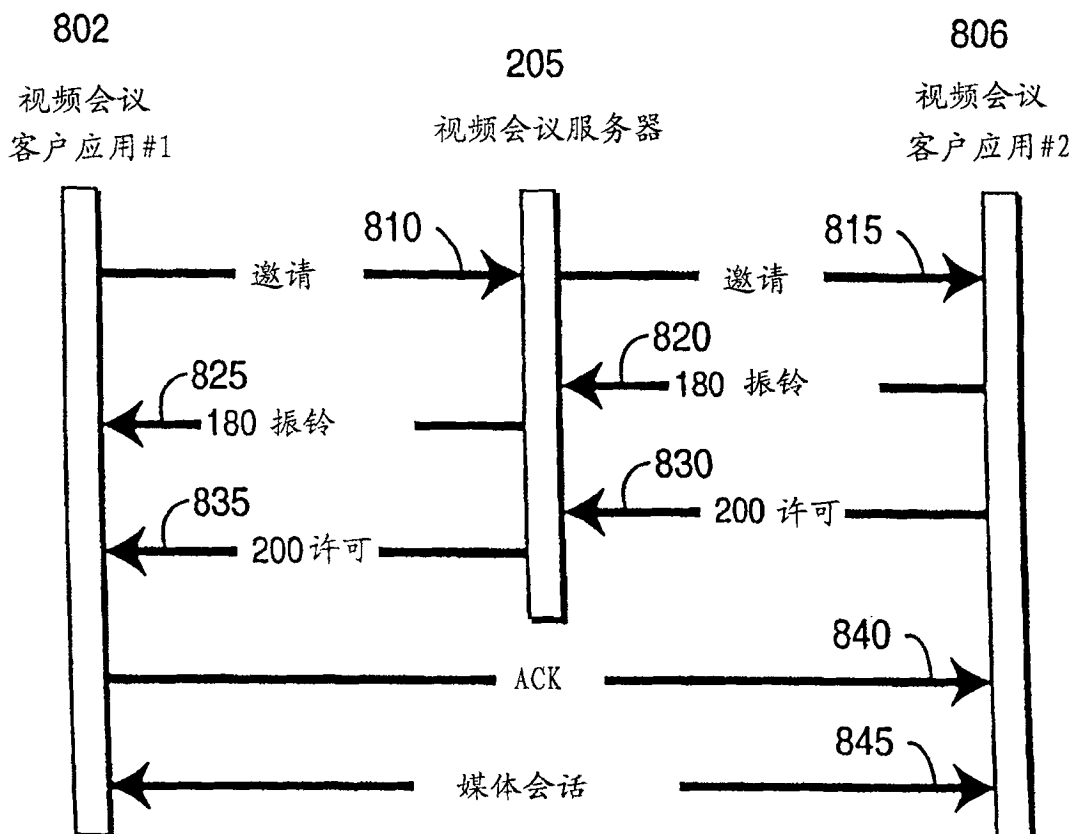 802
视频会议
客户应用#1
205
视频会议服务器
806
视频会议
客户应用#2
810
邀请
815
邀请
820
180 振铃
825
180 振铃
830
200 许可
835
200许可
840
ACK
845
媒体会话